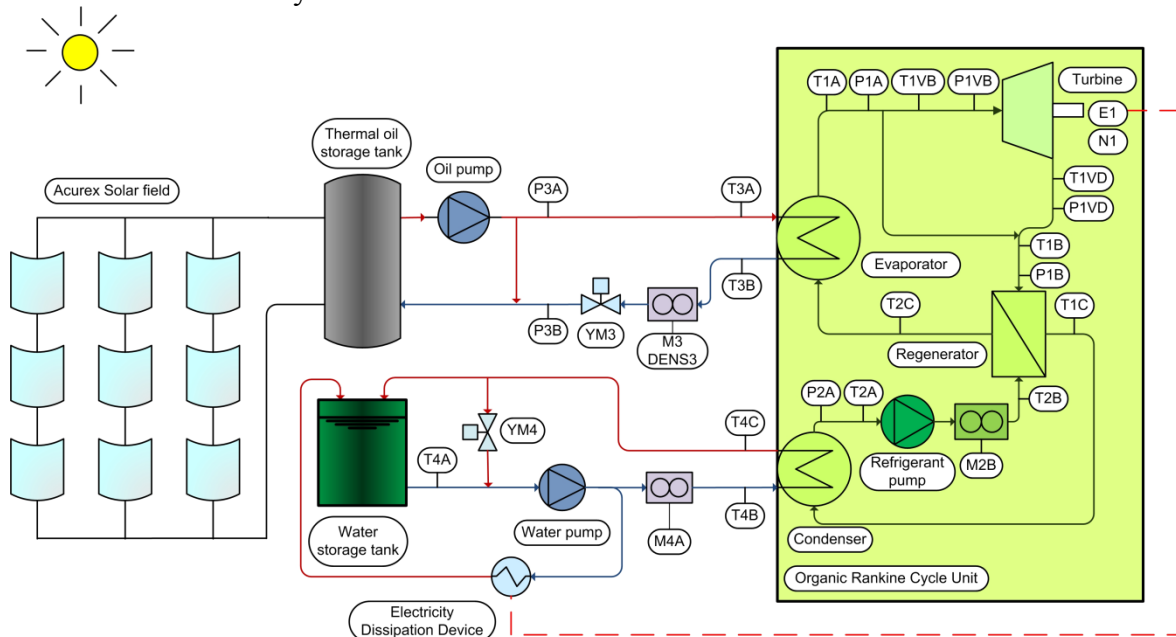 T1A
P1A
T1VB
P1VB
Turbine
E1
N1
Thermal oil
storage tank
Oil pump
Acurex Solar field
P3A
T3A
T1VD
P1VD
T1B
P1B
Evaporator
T3B
T2C
T1C
P3B
YM3
M3
DENS3
Regenerator
P2A
T2A
T2B
YM4
T4C
T4A
Refrigerant
pump
M2B
Water
storage tank
Water pump
M4A
T4B
Condenser
Organic Rankine Cycle Unit
Electricity
Dissipation Device